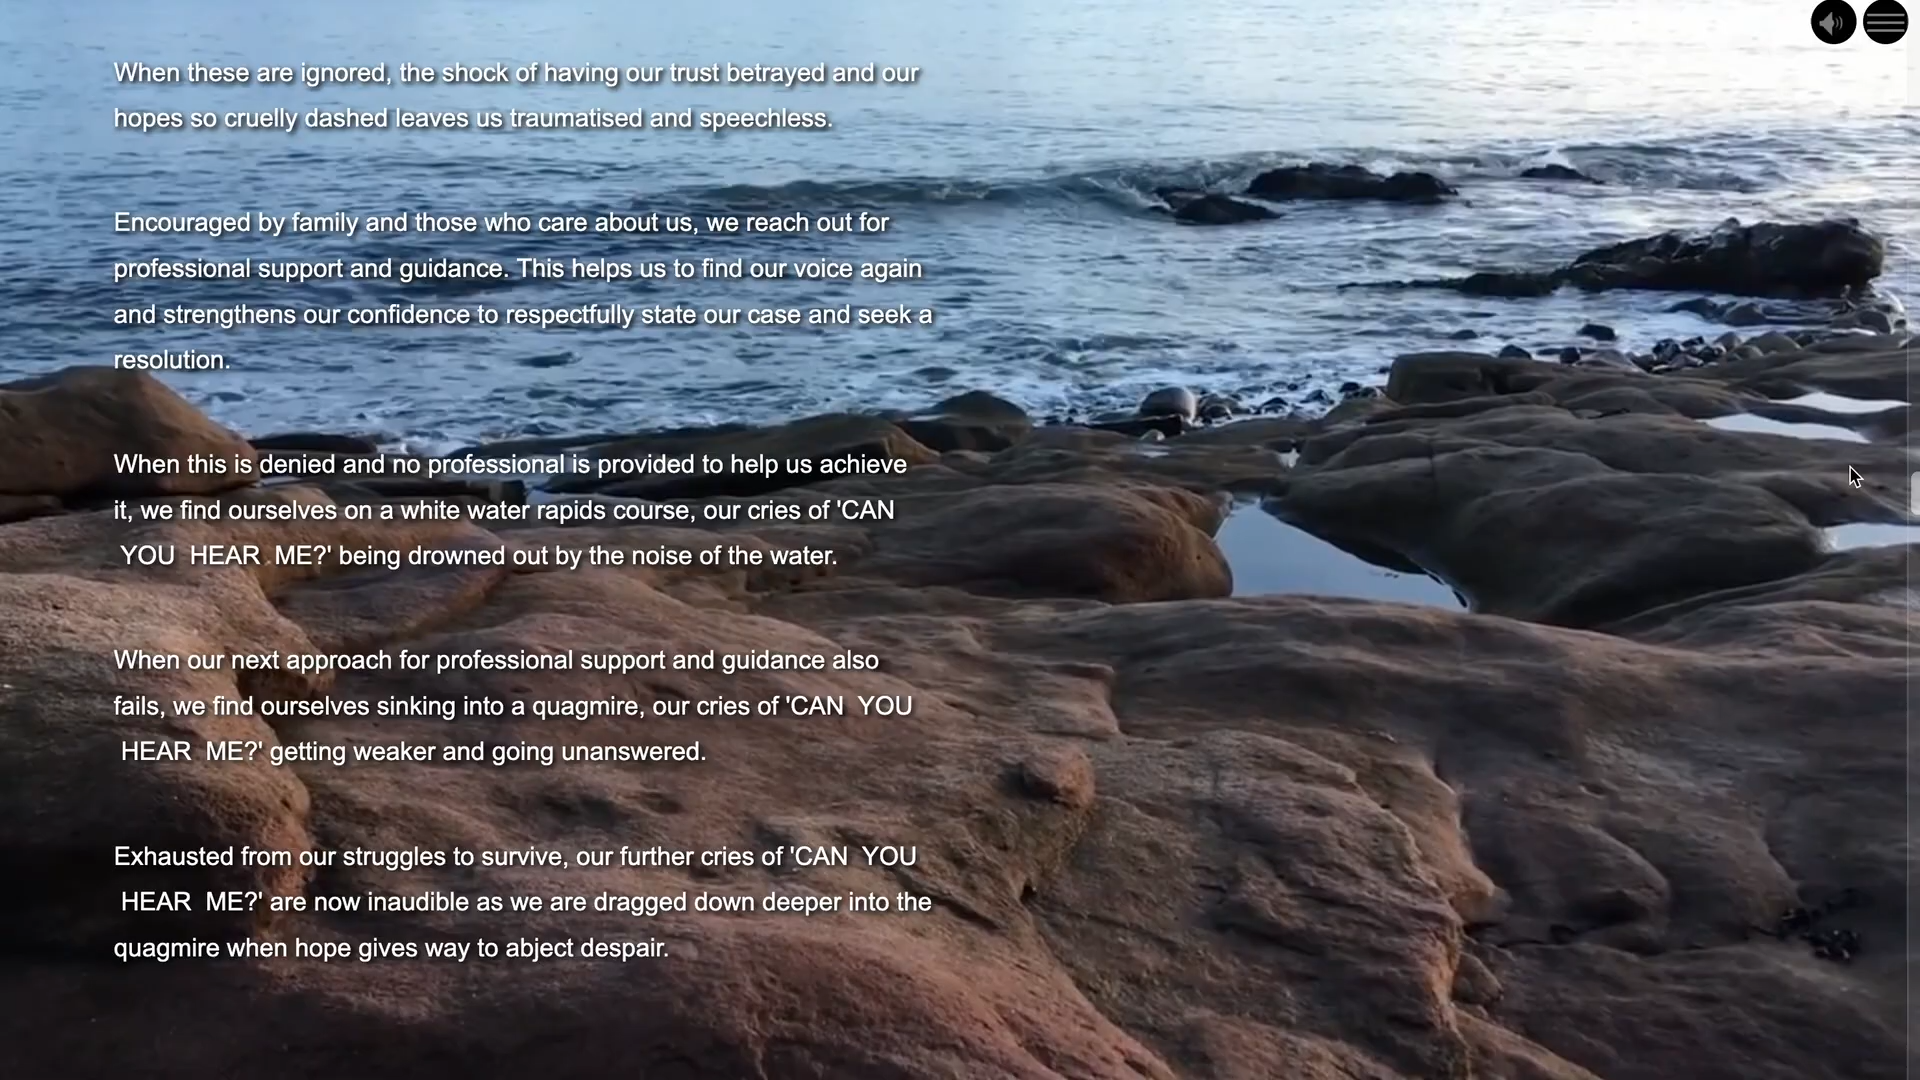 When these are ignored, the shock of having our trust betrayed and our
hopes so cruelly dashed leaves us traumatised and speechless.
Encouraged by family and those who care about us, we reach out for
professional support and guidance. This helps us to find our voice again
and strengthens our confidence to respectfully state our case and seek a
resolution.
When this is denied and no professional is provided to help us achieve
it, we find ourselves on a white water rapids course, our cries of 'CAN
YOU HEAR ME?' being drowned out by the noise of the water.
When our next approach for professional support and guidance also
fails, we find ourselves sinking into a quagmire, our cries of 'CAN YOU
HEAR ME?' getting weaker and going unanswered.
Exhausted from our struggles to survive, our further cries of 'CAN YOU
HEAR ME?' are now inaudible as we are dragged down deeper into the
quagmire when hope gives way to abject despair.